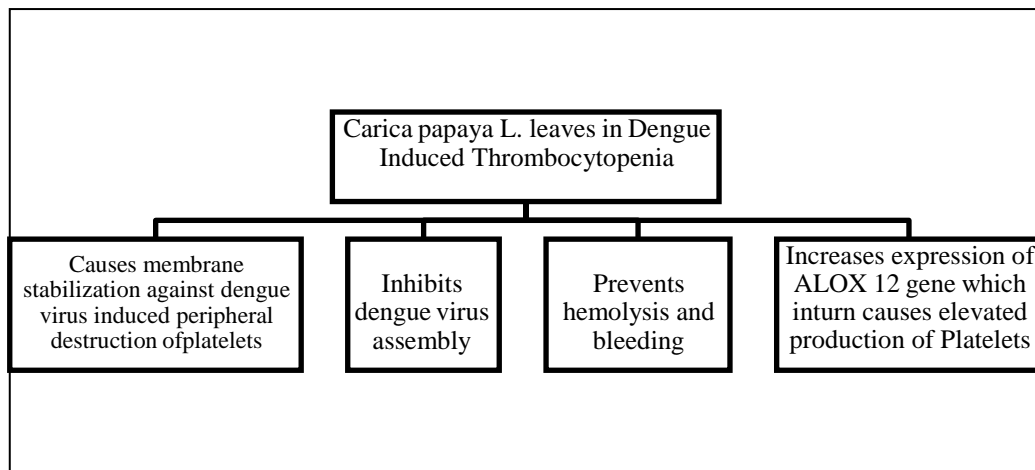 Carica papaya L. leaves in Dengue
Induced Thrombocytopenia
Causes membrane
stabilization against dengue
virus induced peripheral
destruction ofplatelets
Inhibits
dengue virus
assembly
Prevents
hemolysis and
bleeding
Increases expression of
ALOX 12 gene which
inturn causes elevated
production of Platelets